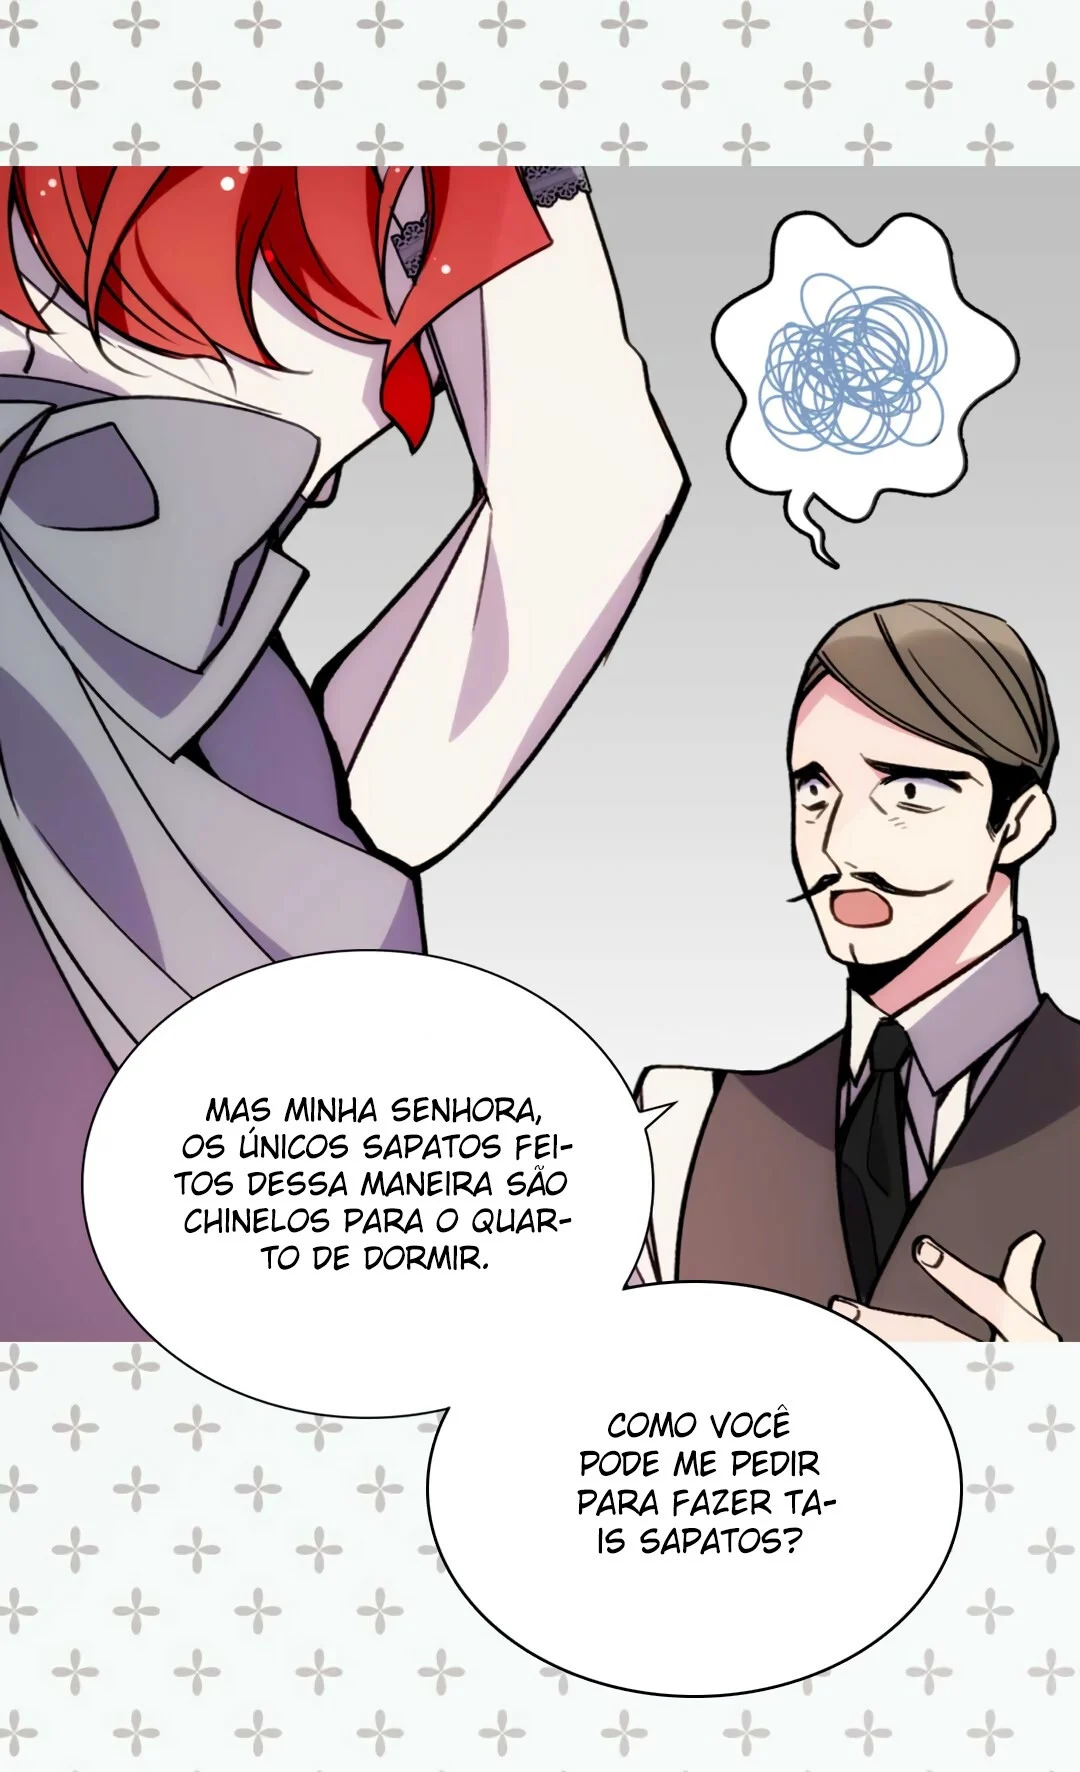 MAS MINHA SENHORA,
OS ÚNICOS SAPATOS FEI-
TOS DESSA MANEIRA SÃO
CHINELOS PARA O QUAR-
TO DE DORMIR.
COMO VOCÊ
PODE ME PEDIR
PARA FAZER TA-
IS SAPATOS?